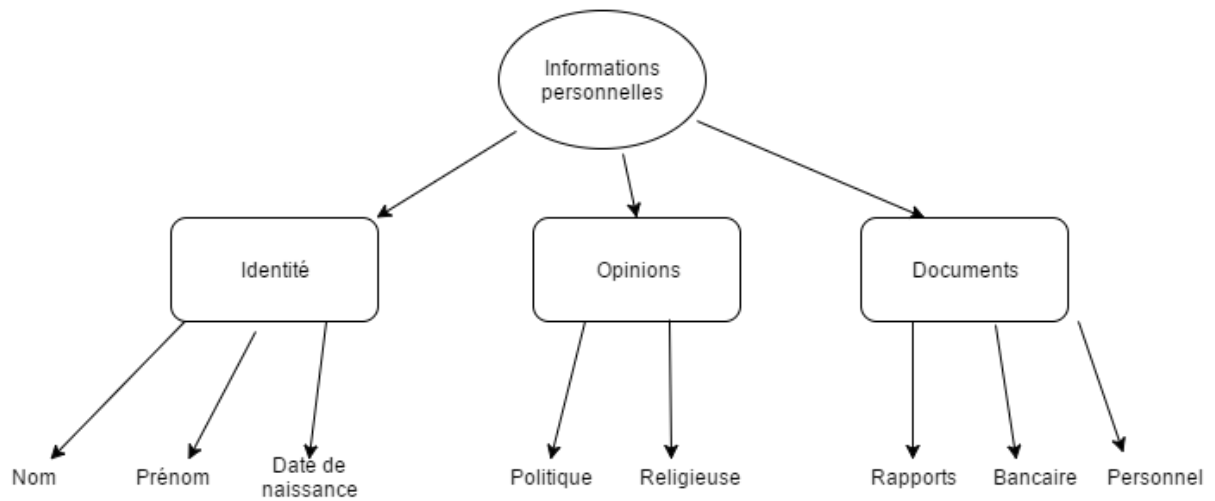 Informations
personnelles
Identité
Opinions
Documents
Nom
Prénom
Date de
naissance
Politique
Religieuse
Rapports
Bancaire
Personnel